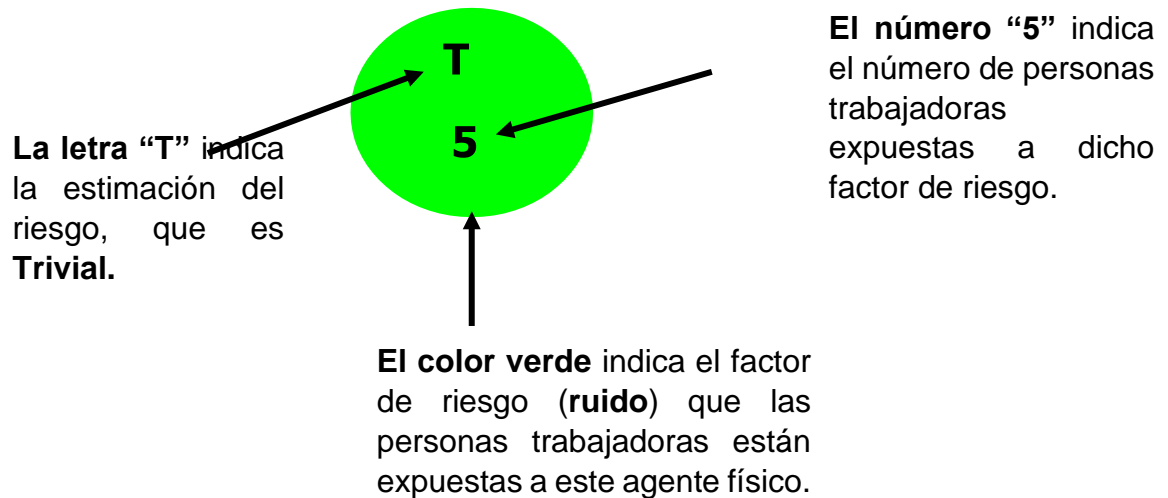 T
5
La letra “T” indica
la estimación del
riesgo, que es
Trivial.
El número “5” indica
el número de personas
trabajadoras
expuestas a dicho
factor de riesgo.
El color verde indica el factor
de riesgo (ruido) que las
personas trabajadoras están
expuestas a este agente físico.